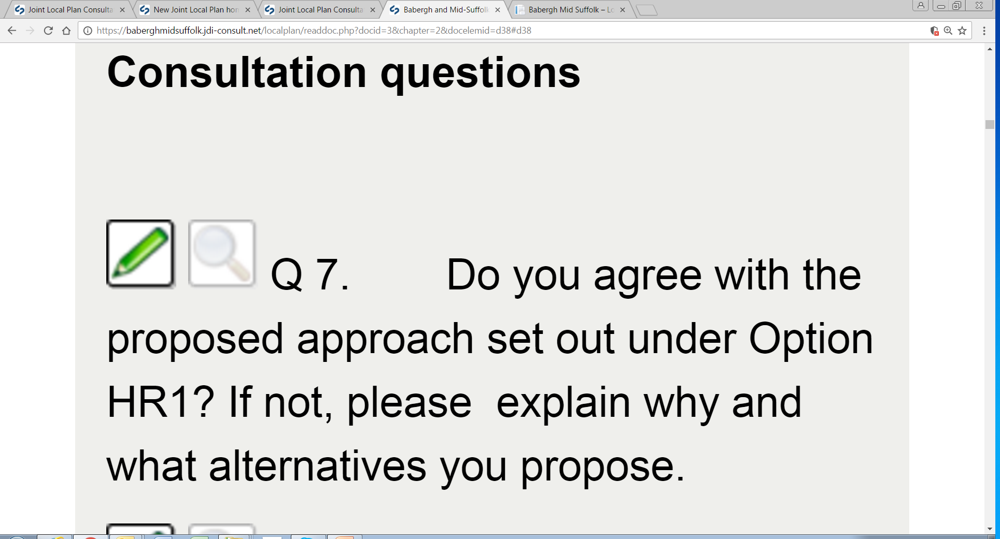 Joint Local Plan Consulta
New Joint Local Plan hon
Joint Local Plan Consulta
Babergh and Mid-Suffolk
Babergh Mid Suffolk – Lo
https://baberghmidsuffolk.jdi-consult.net/localplan/readdoc.php?docid=3&chapter=2&docelemid=d38#d38
Consultation questions
Q 7. Do you agree with the
proposed approach set out under Option
HR1? If not, please explain why and
what alternatives you propose.